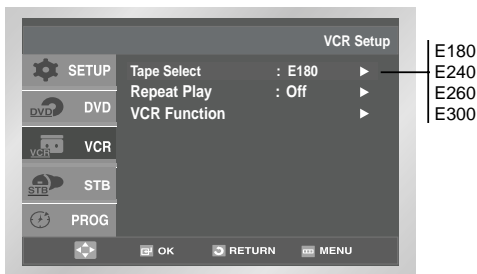 VCR Setup
SETUP
DVD DVD
VCR VCR
STB STB
PROG
Tape Select : E180 ►
Repeat Play : Off ►
VCR Function ►
E180
E240
E260
E300
OK RETURN MENU